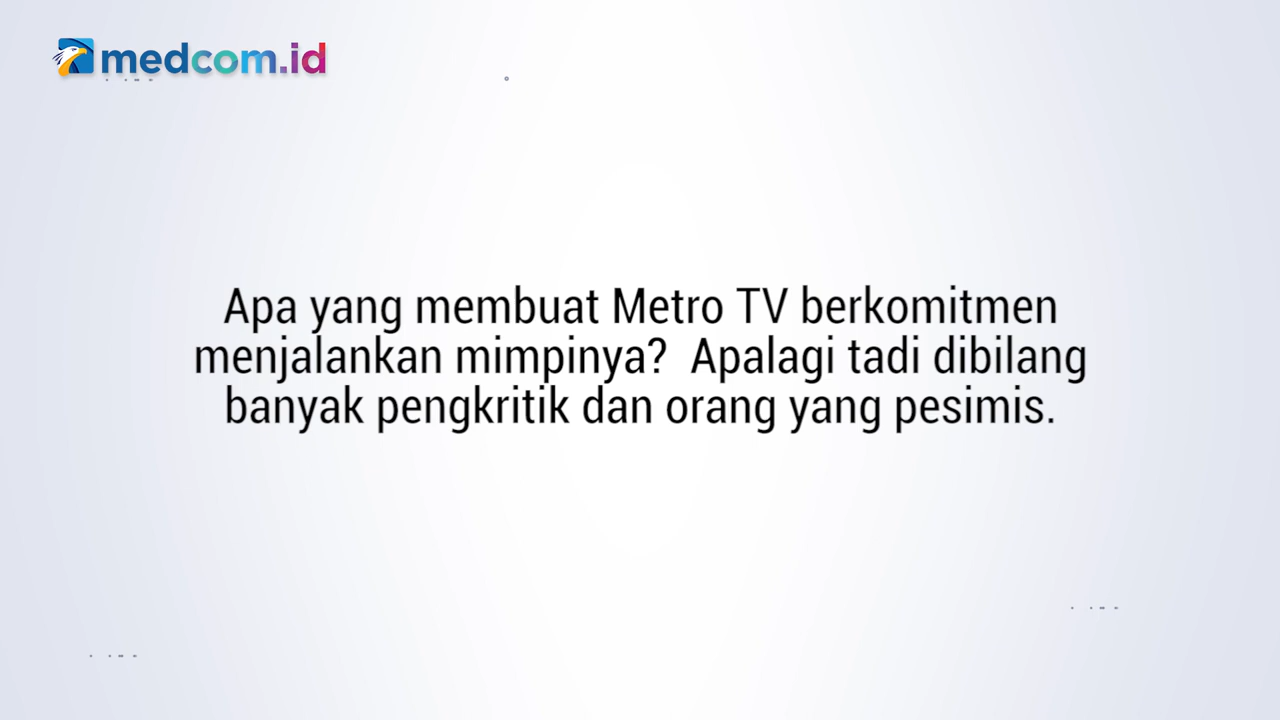 medcom.id
Apa yang membuat Metro TV berkomitmen
menjalankan mimpinya?  Apalagi tadi dibilang
banyak pengkritik dan orang yang pesimis.